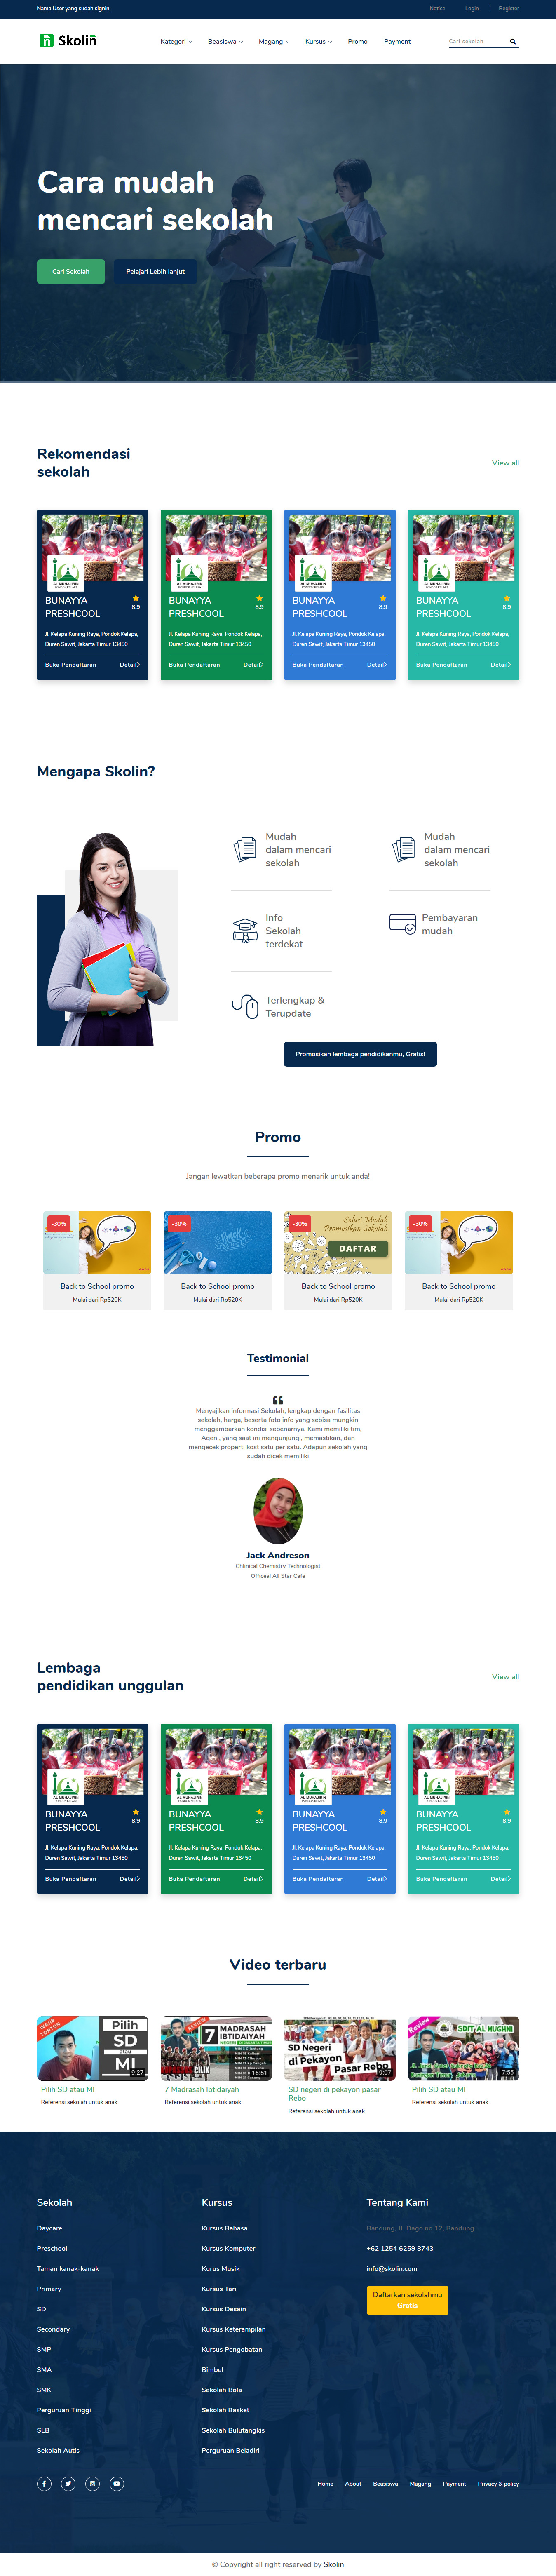 Nama User yang sudah signin
Notice Login | Register
Skolin
Kategori Beasiswa Magang Kursus Promo Payment
Cari sekolah
Cara mudah
mencari sekolah
Cari Sekolah
Pelajari Lebih lanjut
Rekomendasi
sekolah
View all
AL MUHAJIRIN
BUNAYYA
PRESHCOOL
8.9
Jl. Kelapa Kuning Raya, Pondok Kelapa,
Duren Sawit, Jakarta Timur 13450
Buka Pendaftaran Detail
AL MUHAJIRIN
BUNAYYA
PRESHCOOL
8.9
Jl. Kelapa Kuning Raya, Pondok Kelapa,
Duren Sawit, Jakarta Timur 13450
Buka Pendaftaran Detail
AL MUHAJIRIN
BUNAYYA
PRESHCOOL
8.9
Jl. Kelapa Kuning Raya, Pondok Kelapa,
Duren Sawit, Jakarta Timur 13450
Buka Pendaftaran Detail
AL MUHAJIRIN
BUNAYYA
PRESHCOOL
8.9
Jl. Kelapa Kuning Raya, Pondok Kelapa,
Duren Sawit, Jakarta Timur 13450
Buka Pendaftaran Detail
Mengapa Skolin?
Mudah
dalam mencari
sekolah
Mudah
dalam mencari
sekolah
Info
Sekolah
terdekat
Pembayaran
mudah
Terlengkap &
Terupdate
Promosikan lembaga pendidikanmu, Gratis!
Promo
Jangan lewatkan beberapa promo menarik untuk anda!
-30%
Back to School promo
Mulai dari Rp520K
-30%
Back
Back to School promo
Mulai dari Rp520K
-30%
Solusi Mudah
Promosikan Sekolah
DAFTAR
Back to School promo
Mulai dari Rp520K
-30%
Back to School promo
Mulai dari Rp520K
Testimonial
Menyajikan informasi Sekolah, lengkap dengan fasilitas
sekolah, harga, beserta foto info yang sebisa mungkin
menggambarkan kondisi sebenarnya. Kami memiliki tim,
Agen , yang saat ini mengunjungi, memastikan, dan
mengecek properti kost satu per satu. Adapun sekolah yang
sudah dicek memiliki
Jack Andreson
Chlinical Chemistry Technologist
Officeal All Star Cafe
Lembaga
pendidikan unggulan
View all
AL MUHAJIRIN
BUNAYYA
PRESHCOOL
8.9
Jl. Kelapa Kuning Raya, Pondok Kelapa,
Duren Sawit, Jakarta Timur 13450
Buka Pendaftaran Detail
AL MUHAJIRIN
BUNAYYA
PRESHCOOL
8.9
Jl. Kelapa Kuning Raya, Pondok Kelapa,
Duren Sawit, Jakarta Timur 13450
Buka Pendaftaran Detail
AL MUHAJIRIN
BUNAYYA
PRESHCOOL
8.9
Jl. Kelapa Kuning Raya, Pondok Kelapa,
Duren Sawit, Jakarta Timur 13450
Buka Pendaftaran Detail
AL MUHAJIRIN
BUNAYYA
PRESHCOOL
8.9
Jl. Kelapa Kuning Raya, Pondok Kelapa,
Duren Sawit, Jakarta Timur 13450
Buka Pendaftaran Detail
Video terbaru
WAJIB
TONTON
Pilih
SD
atau
MI
9:27
Pilih SD atau MI
Referensi sekolah untuk anak
REVIEW
7 MADRASAH
IBTIDAIYAH
16:51
7 Madrasah Ibtidaiyah
Referensi sekolah untuk anak
SD Negeri
di Pekayon
Pasar Rebo
9:07
SD negeri di pekayon pasar
Rebo
Referensi sekolah untuk anak
Review
SDIT AL HUGHNI
7:55
Pilih SD atau MI
Referensi sekolah untuk anak
Sekolah
Daycare
Preschool
Taman kanak-kanak
Primary
SD
Secondary
SMP
SMA
SMK
Perguruan Tinggi
SLB
Sekolah Autis
Kursus
Kursus Bahasa
Kursus Komputer
Kurus Musik
Kursus Tari
Kursus Desain
Kursus Keterampilan
Kursus Pengobatan
Bimbel
Sekolah Bola
Sekolah Basket
Sekolah Bulutangkis
Perguruan Beladiri
Tentang Kami
Bandung, JL Dago no 12, Bandung
+62 1254 6259 8743
info@skolin.com
Daftarkan sekolahmu
Gratis
Home About Beasiswa Magang Payment Privacy & policy
© Copyright all right reserved by Skolin